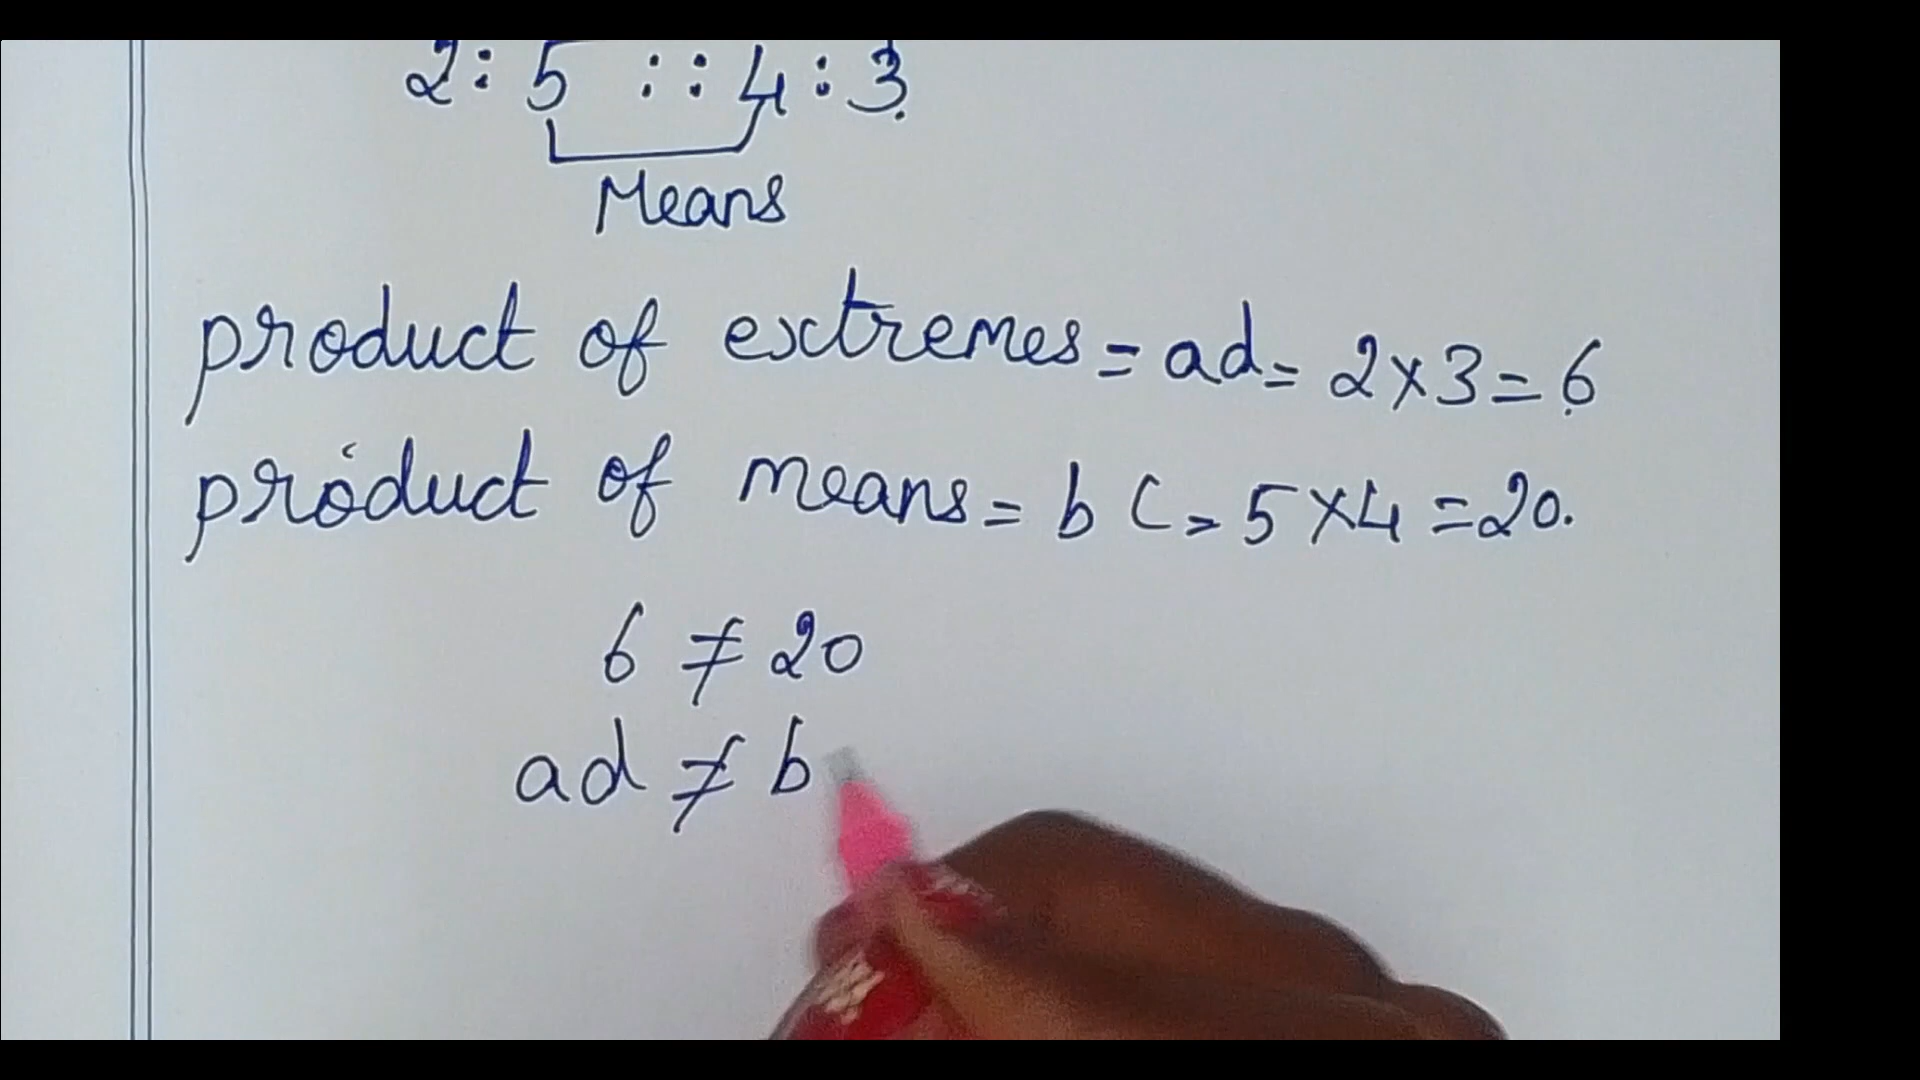 2 : 5 :: 4 : 3
Means
product of extremes = ad = 2 × 3 = 6
product of means = bc = 5 × 4 = 20.
6 ≠ 20
ad ≠ b